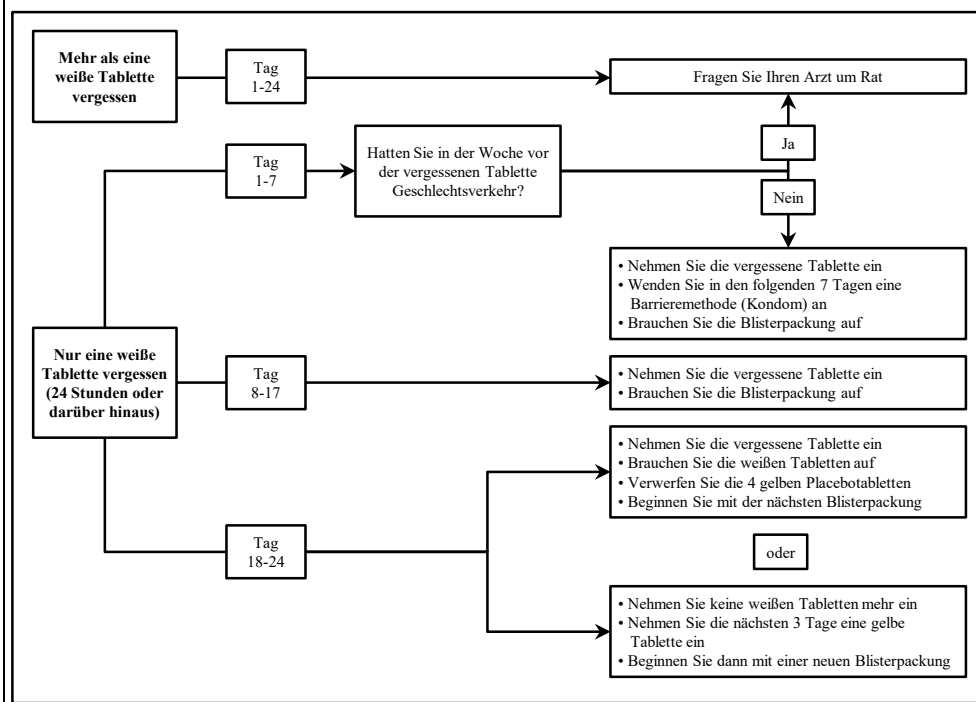 Mehr als eine
weiße Tablette
vergessen
Tag
1-24
Fragen Sie Ihren Arzt um Rat
Ja
Tag
1-7
Hatten Sie in der Woche vor
der vergessenen Tablette
Geschlechtsverkehr?
Nein
• Nehmen Sie die vergessene Tablette ein
• Wenden Sie in den folgenden 7 Tagen eine
Barrieremethode (Kondom) an
• Brauchen Sie die Blisterpackung auf
Nur eine weiße
Tablette vergessen
(24 Stunden oder
darüber hinaus)
Tag
8-17
• Nehmen Sie die vergessene Tablette ein
• Brauchen Sie die Blisterpackung auf
Tag
18-24
• Nehmen Sie die vergessene Tablette ein
• Brauchen Sie die weißen Tabletten auf
• Verwerfen Sie die 4 gelben Placebotabletten
• Beginnen Sie mit der nächsten Blisterpackung
oder
• Nehmen Sie keine weißen Tabletten mehr ein
• Nehmen Sie die nächsten 3 Tage eine gelbe
Tablette ein
• Beginnen Sie dann mit einer neuen Blisterpackung